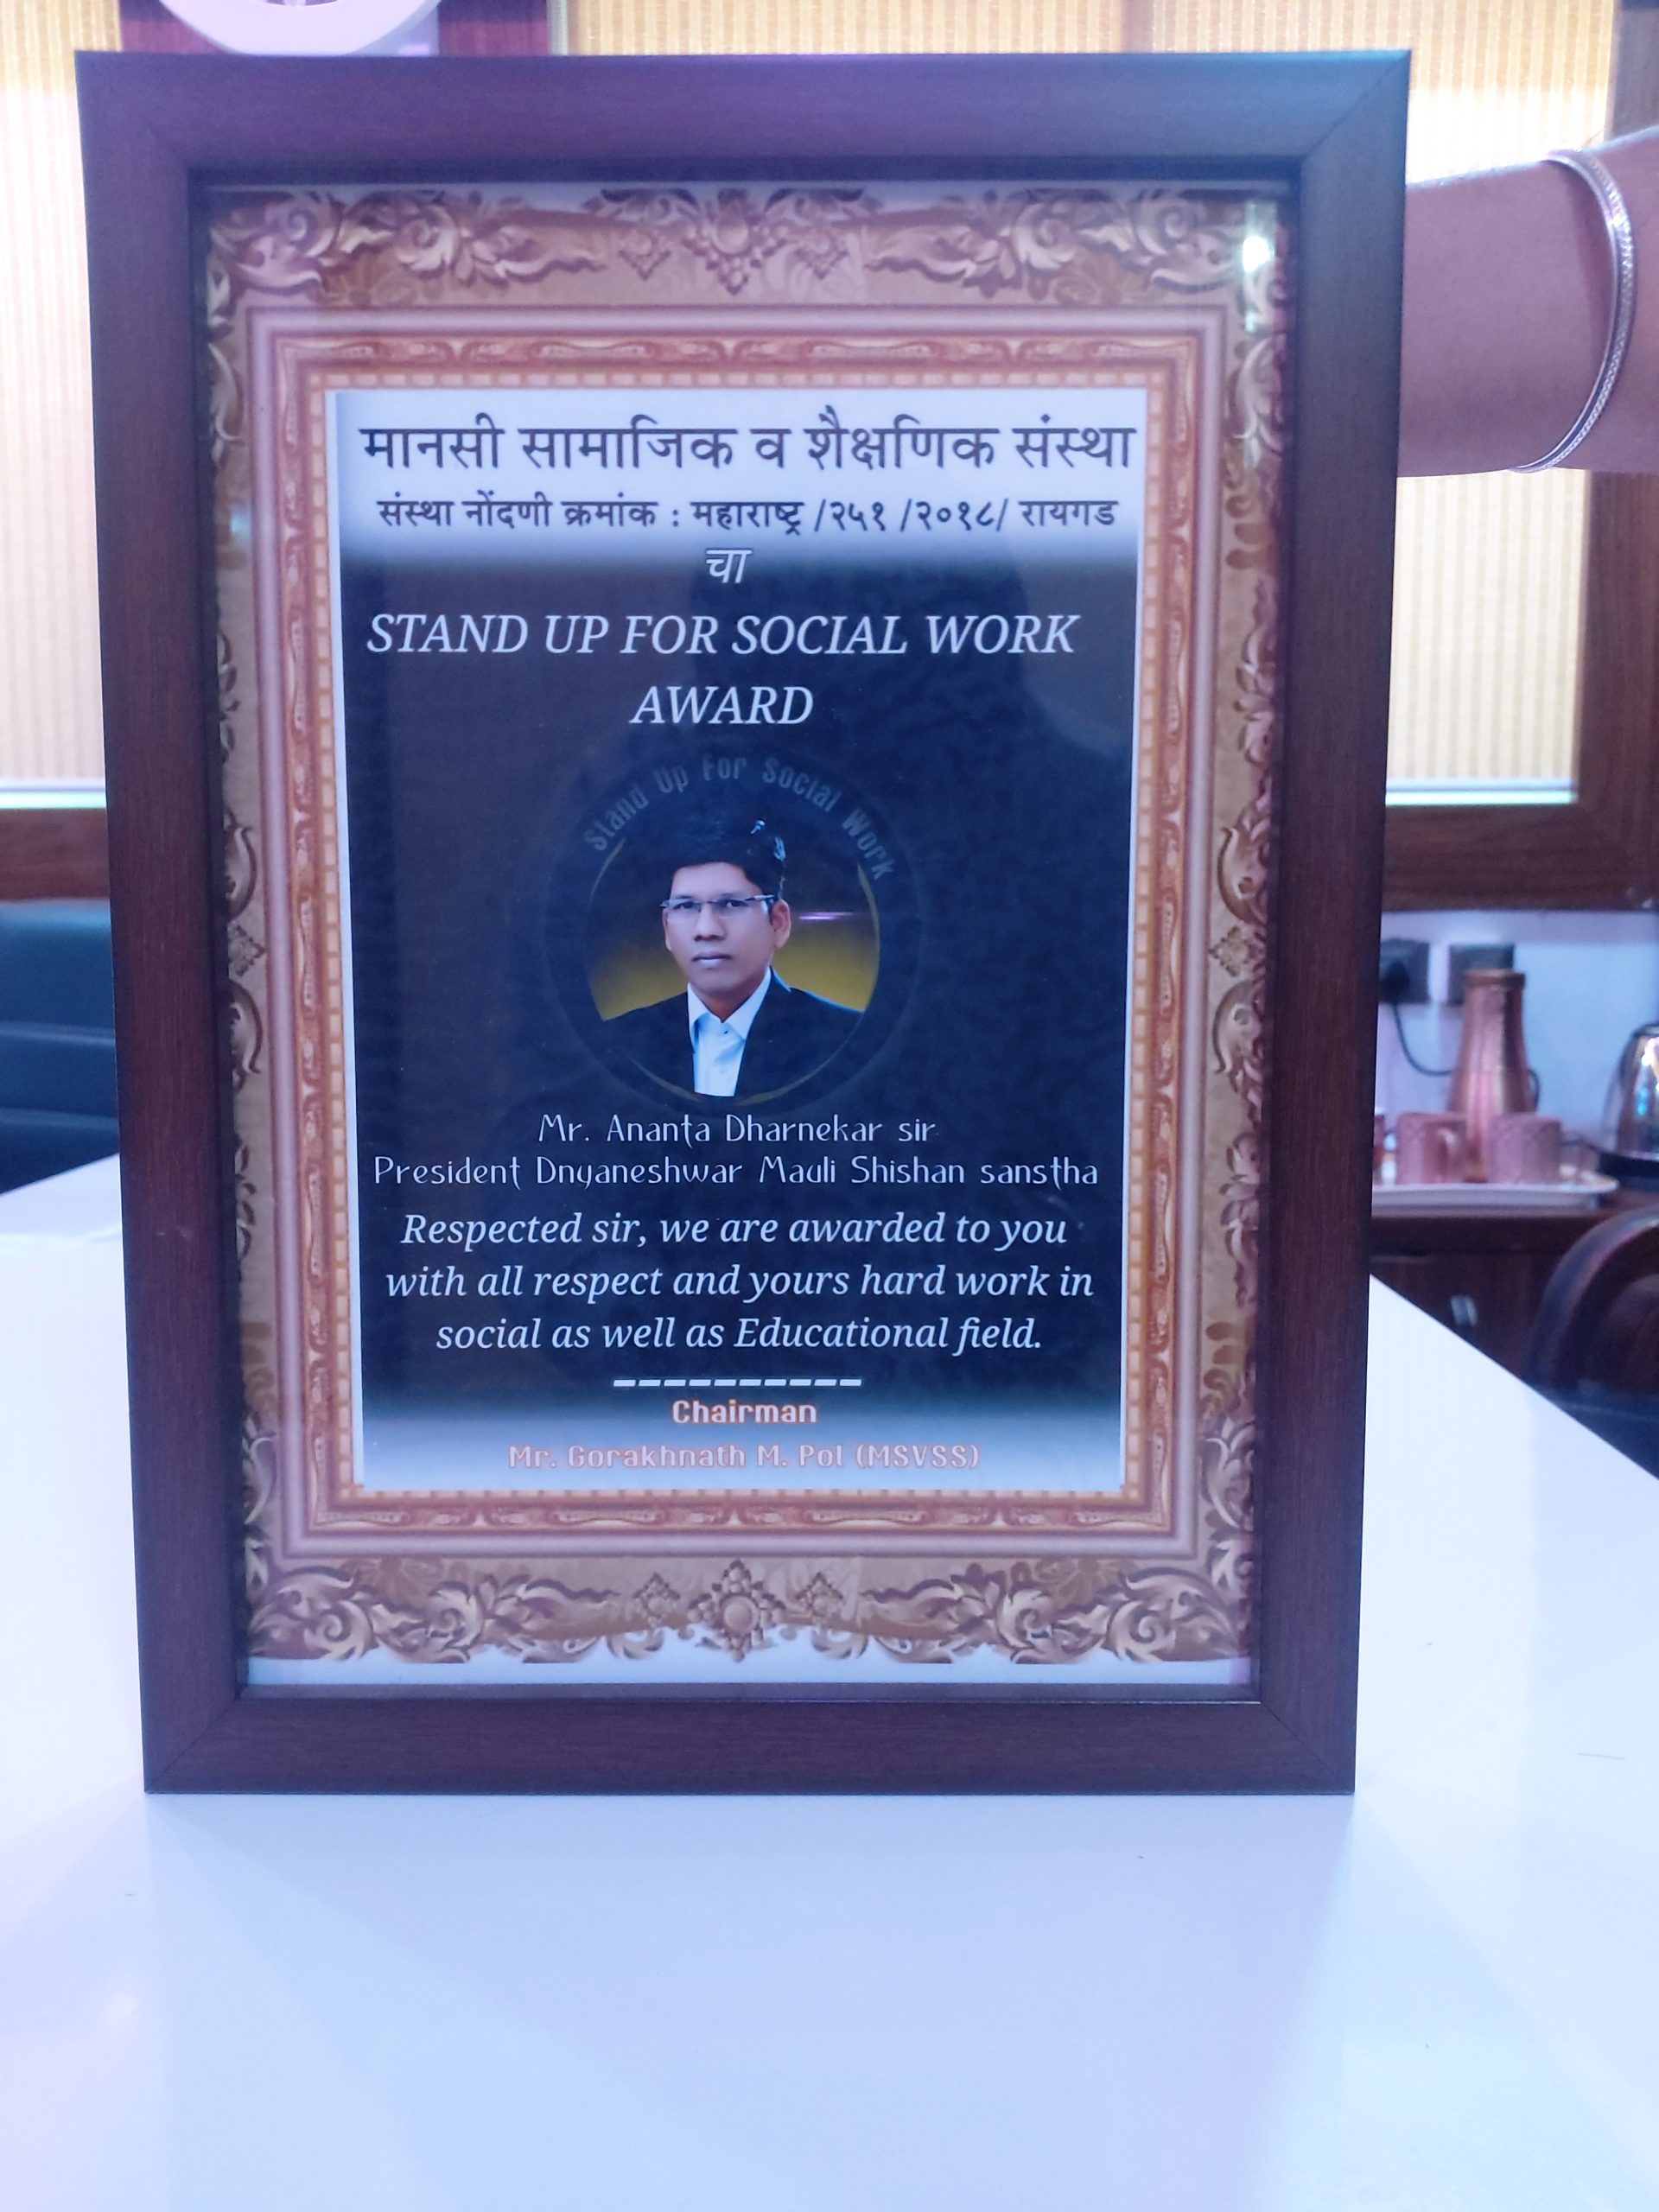 मानसी सामाजिक व शैक्षणिक संस्था
संस्था नोंदणी क्रमांक : महाराष्ट्र /२५१ /२०१८/ रायगड
चा
STAND UP FOR SOCIAL WORK
AWARD
Stand Up For Social Work
Mr. Ananta Dharnekar sir
President Dnyaneshwar Mauli Shishan sanstha
Respected sir, we are awarded to you
with all respect and yours hard work in
social as well as Educational field.
----------
Chairman
Mr. Gorakhnath M. Pol (MSVSS)